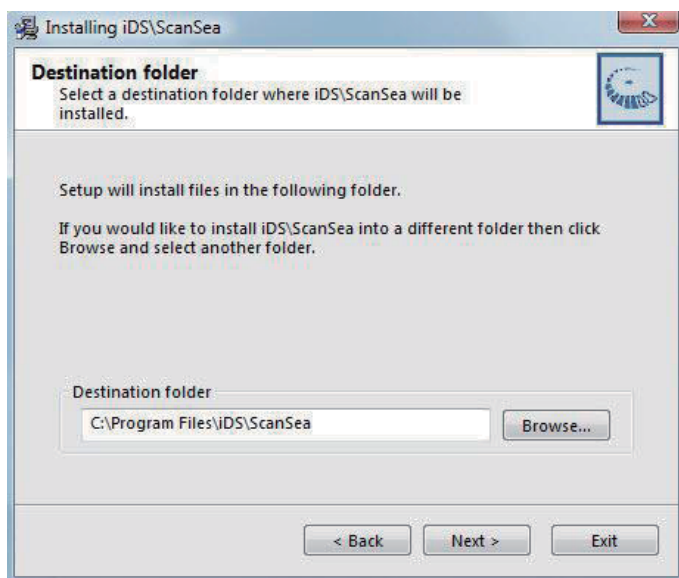 Installing iDS\ScanSea
Destination folder
Select a destination folder where iDS\ScanSea will be
installed.
Setup will install files in the following folder.
If you would like to install iDS\ScanSea into a different folder then click
Browse and select another folder.
Destination folder
C:\Program Files\iDS\ScanSea
Browse...
< Back
Next >
Exit